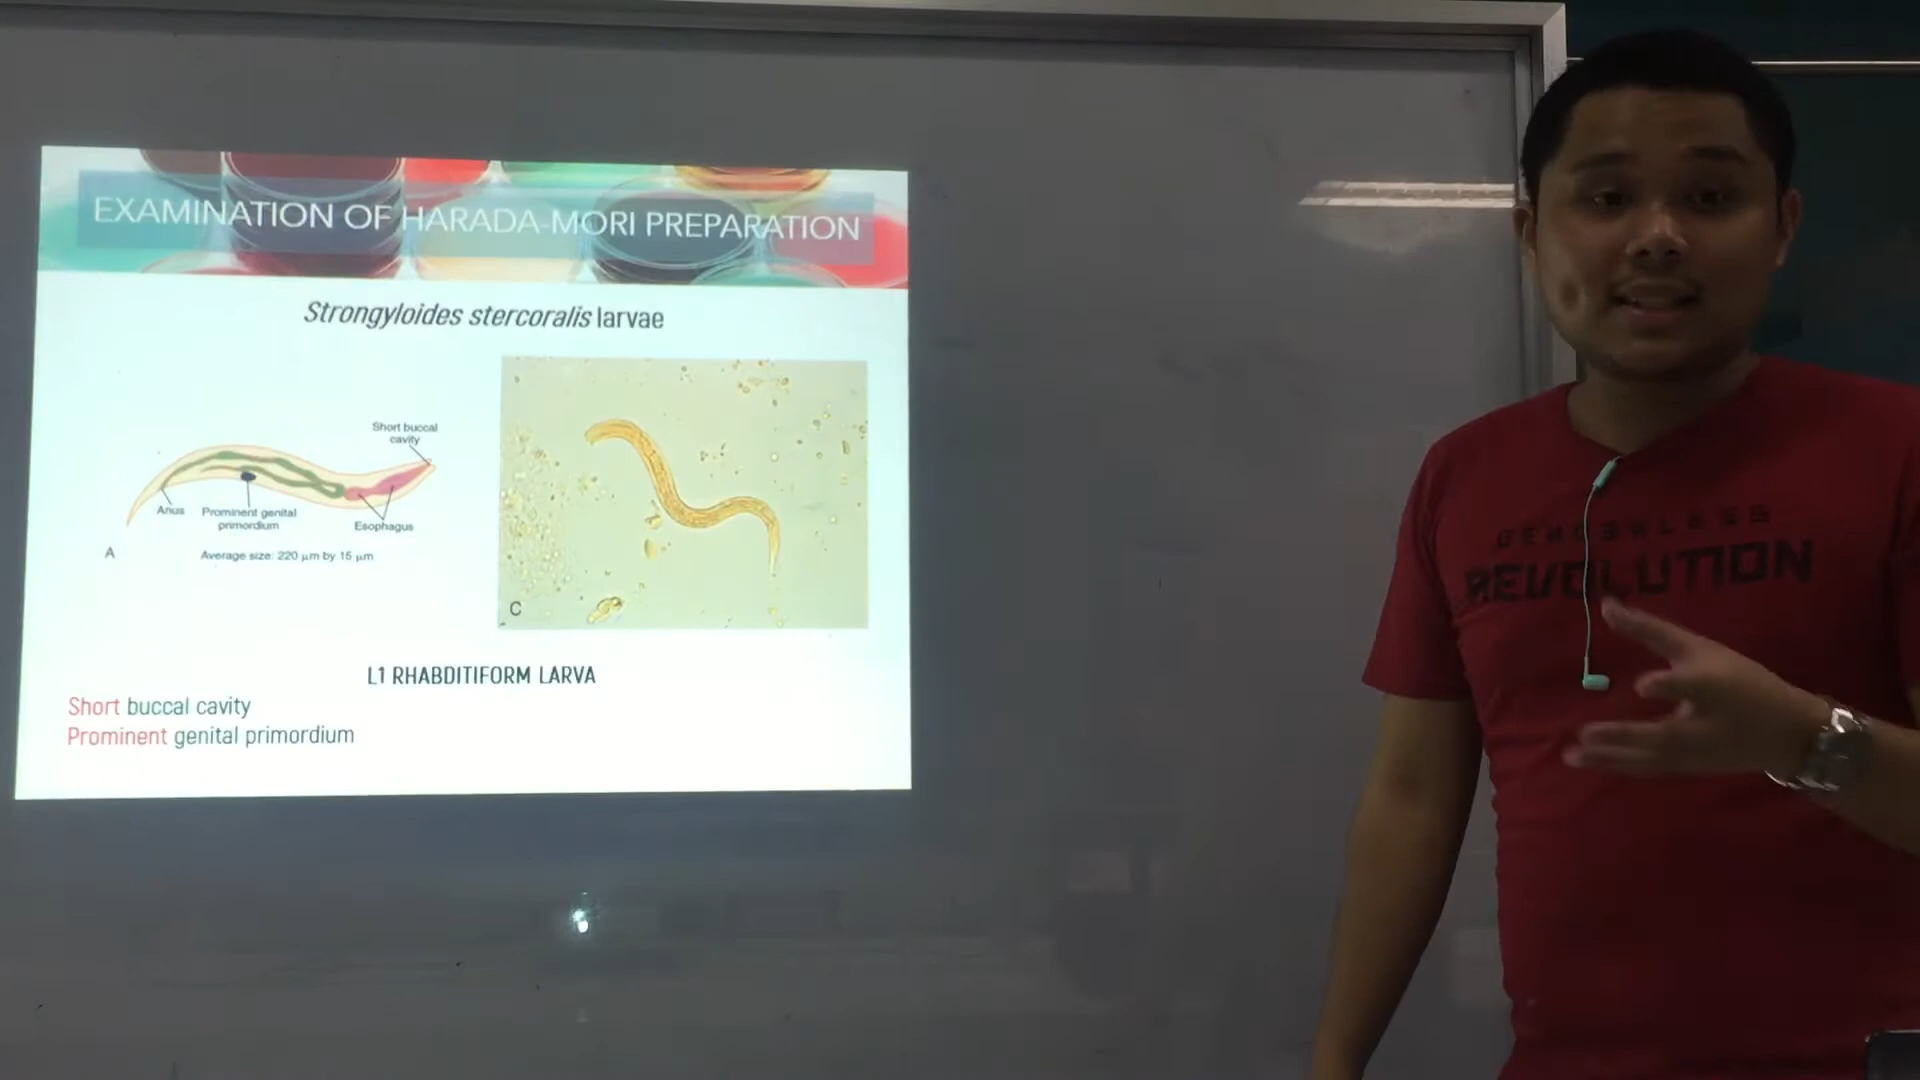 EXAMINATION OF HARADA-MORI PREPARATION
Strongyloides stercoralis larvae
Short buccal
cavity
Anus
Prominent genital
primordium
Esophagus
A
Average size: 220 µm by 15 µm
C
L1 RHABDITIFORM LARVA
Short buccal cavity
Prominent genital primordium
REVOLUTION